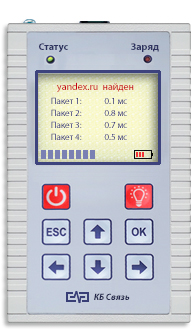 Статус Заряд
yandex.ru найден
Пакет 1: 0.1 мс
Пакет 2: 0.8 мс
Пакет 3: 0.7 мс
Пакет 4: 0.5 мс
ESC OK
КБ Связь